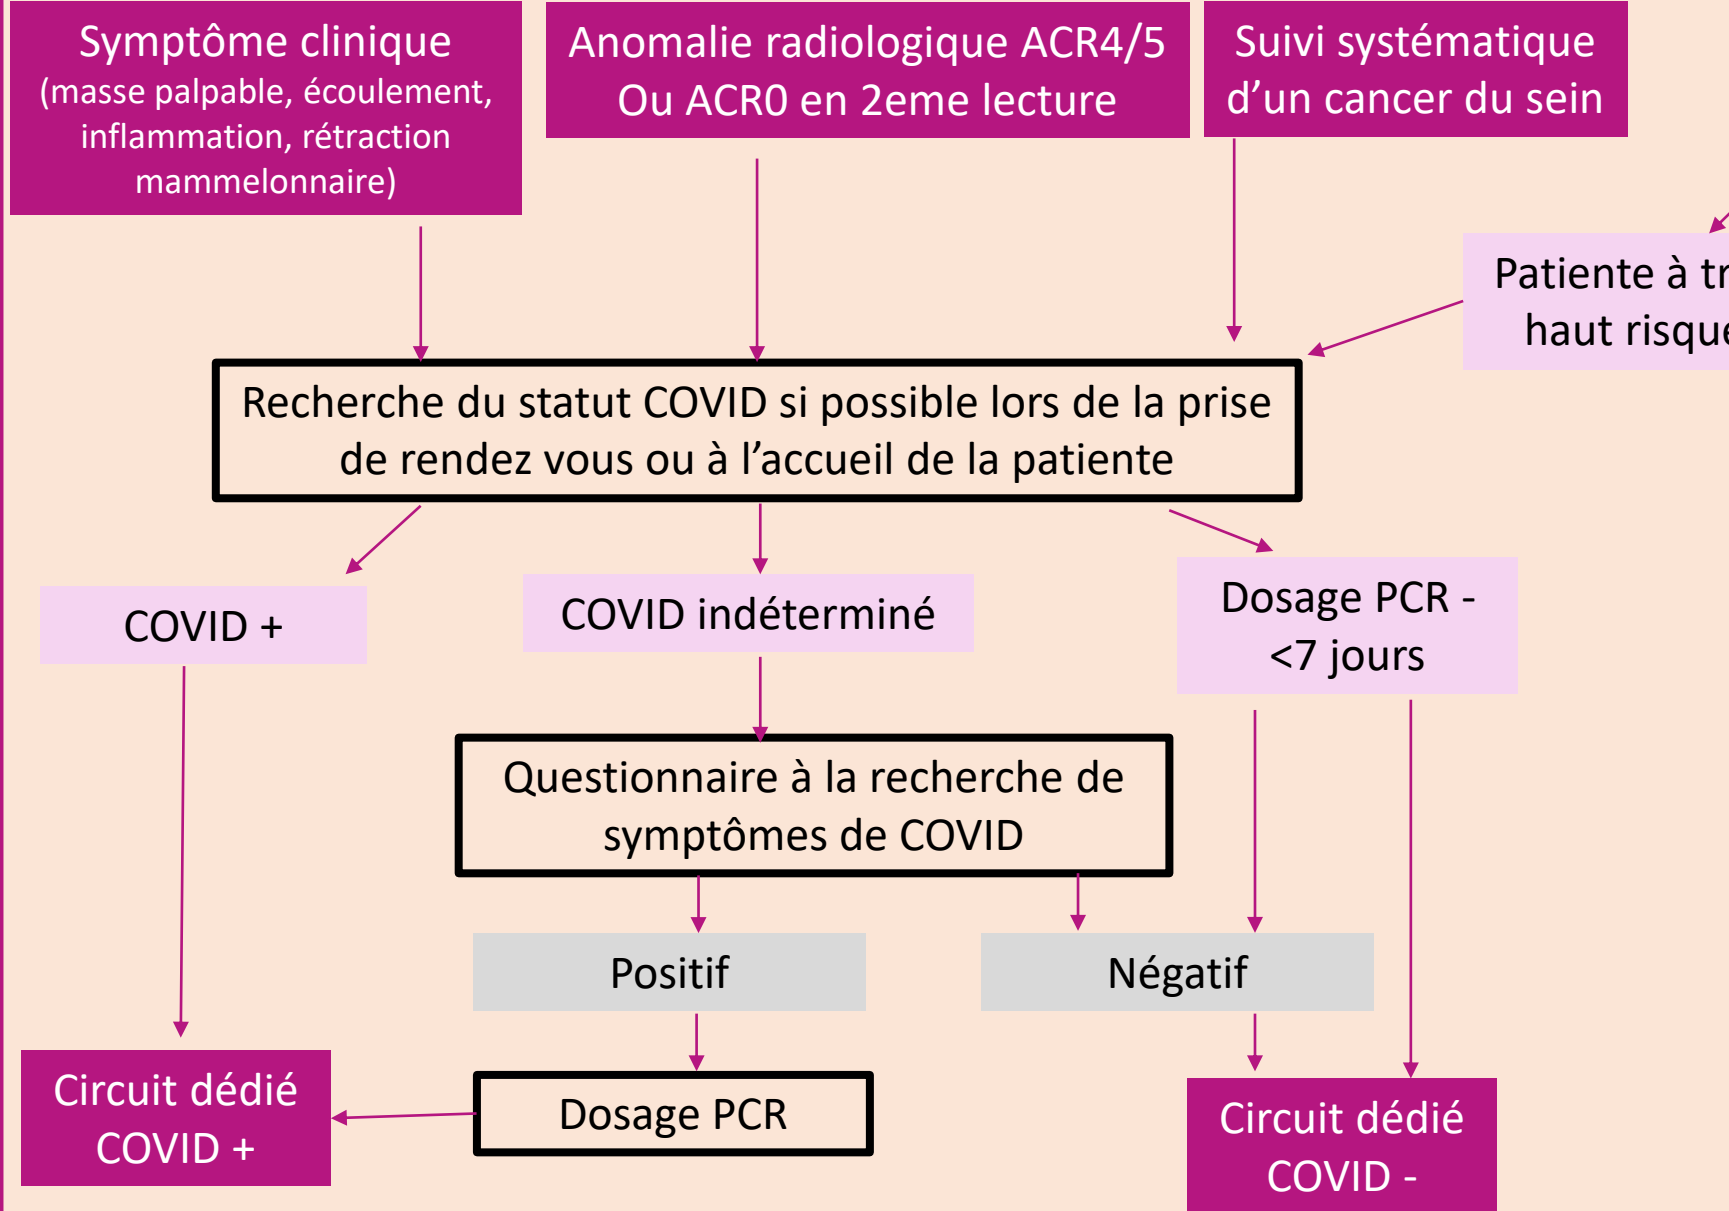 Symptôme clinique
(masse palpable, écoulement,
inflammation, rétraction
mammelonnaire)
Anomalie radiologique ACR4/5
Ou ACR0 en 2eme lecture
Suivi systématique
d’un cancer du sein
Patiente à
haut
Recherche du statut COVID si possible lors de la prise
de rendez vous ou à l’accueil de la patiente
COVID +
COVID indéterminé
Dosage PCR -
<7 jours
Questionnaire à la recherche de
symptômes de COVID
Positif
Négatif
Circuit dédié
COVID +
Dosage PCR
Circuit dédié
COVID -